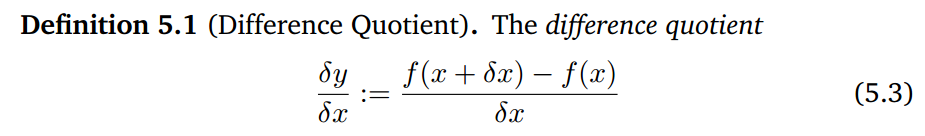 Definition 5.1 (Difference Quotient). The difference quotient
δy/δx := (f(x + δx) − f(x))/δx (5.3)